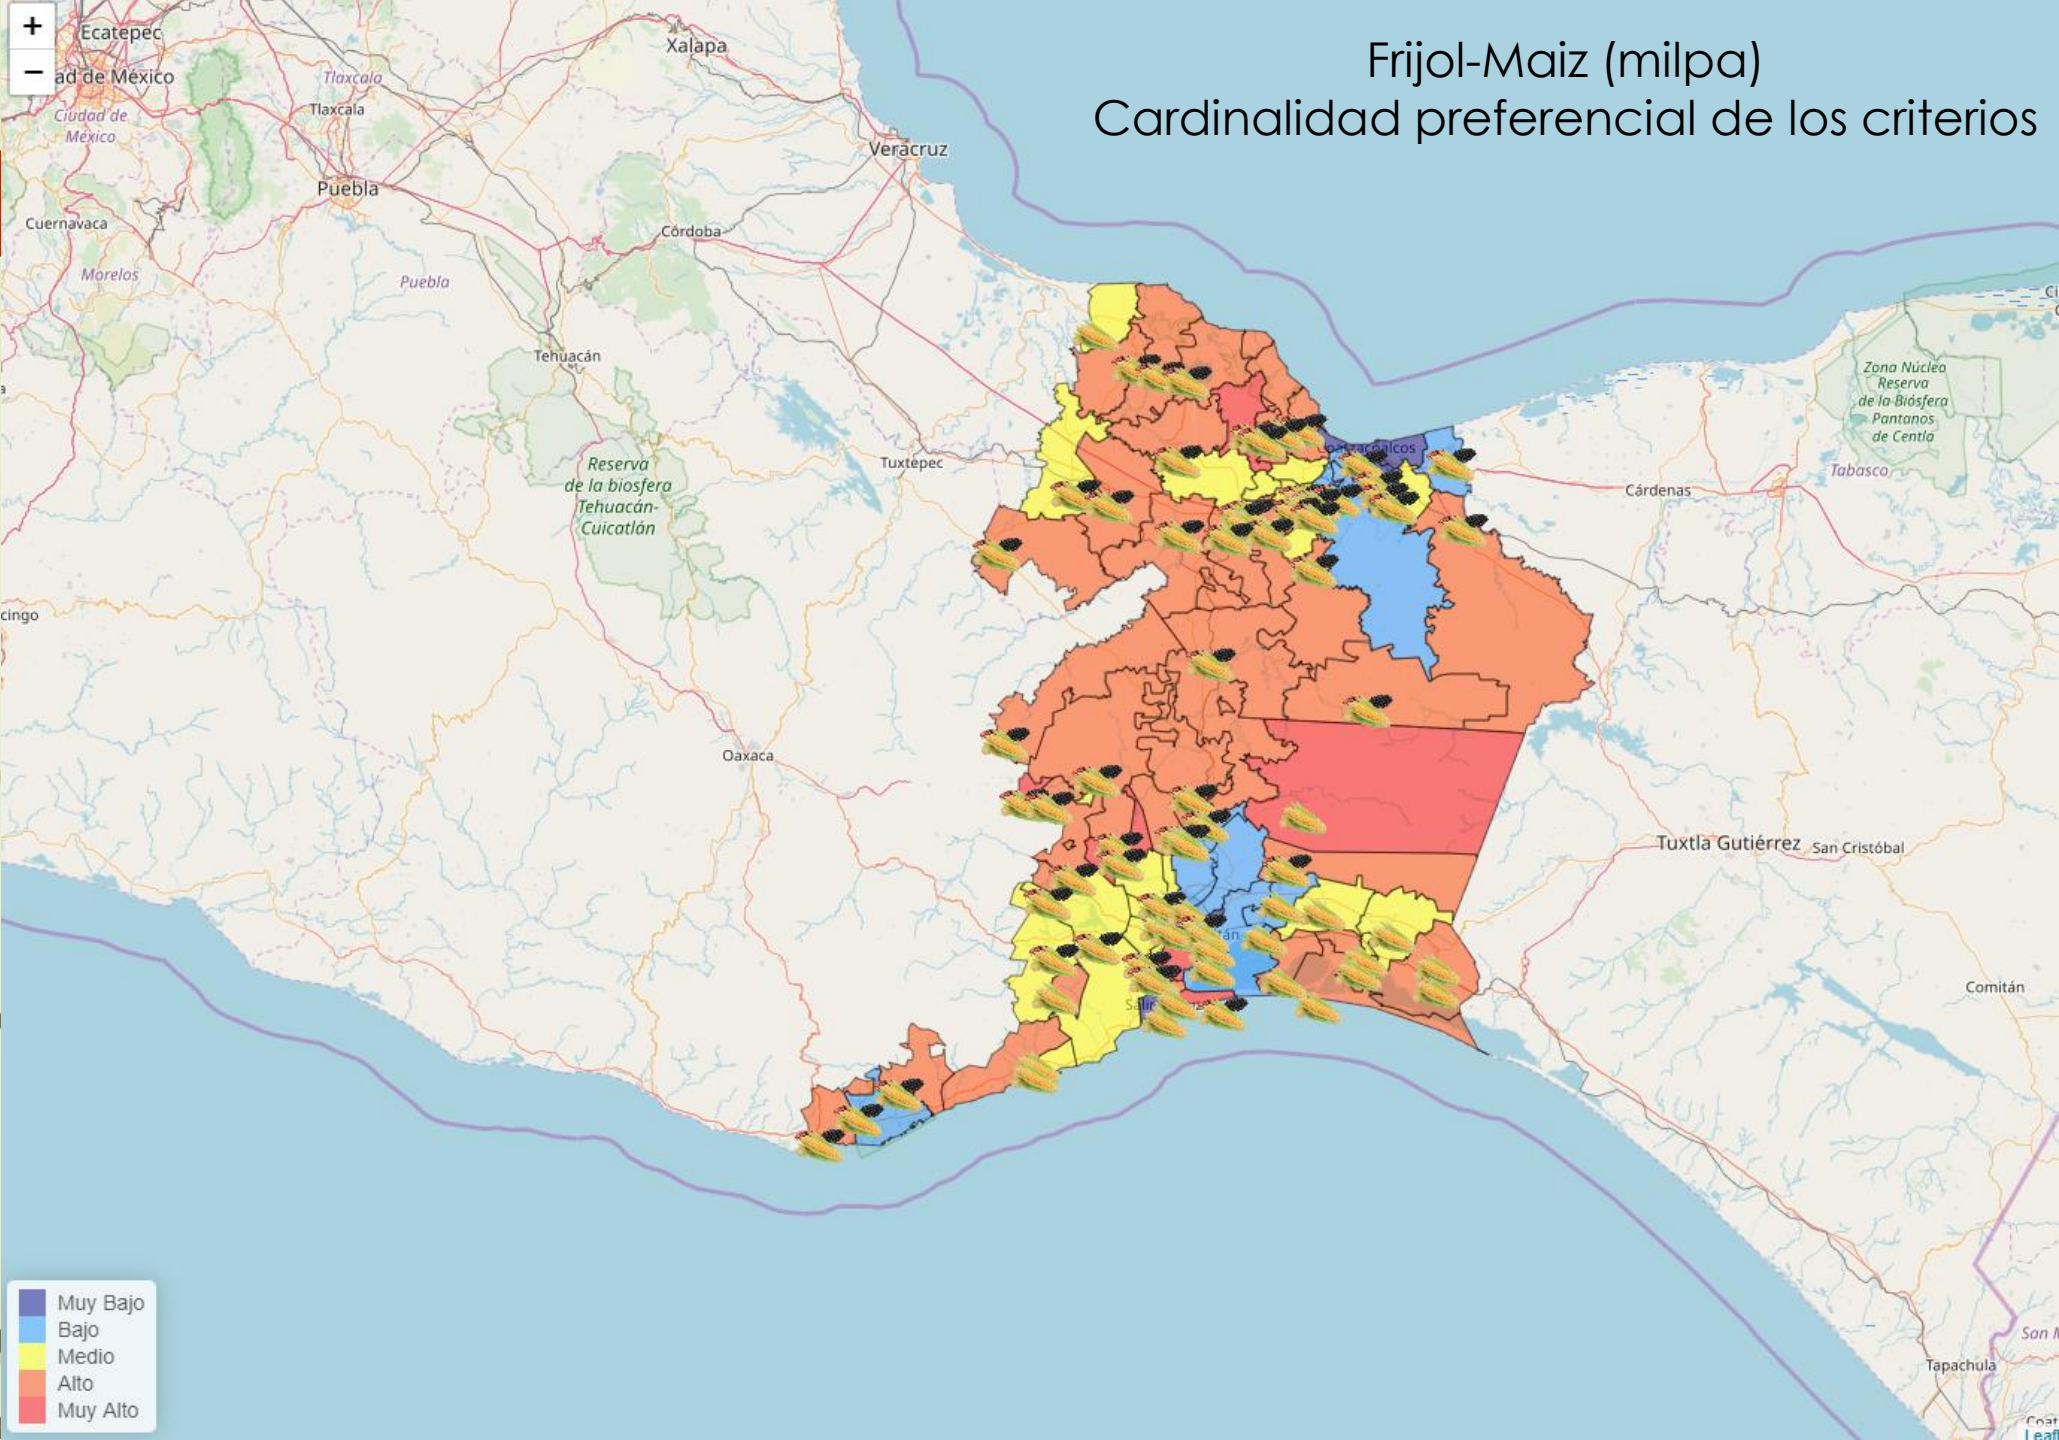 Frijol-Maiz (milpa)
Cardinalidad preferencial de los criterios
+
−
Ecatepec
ad de México
Ciudad de
México
Tlaxcala
Tlaxcala
Xalapa
Veracruz
Puebla
Cuernavaca
Morelos
Puebla
Córdoba
Tehuacán
Reserva
de la biosfera
Tehuacán-
Cuicatlán
Tuxtepec
Zona Núcleo
Reserva
de la Biósfera
Pantanos
de Centla
Tabasco
Cárdenas
cingo
Oaxaca
Tuxtla Gutiérrez
San Cristóbal
Comitán
Tapachula
Muy Bajo
Bajo
Medio
Alto
Muy Alto